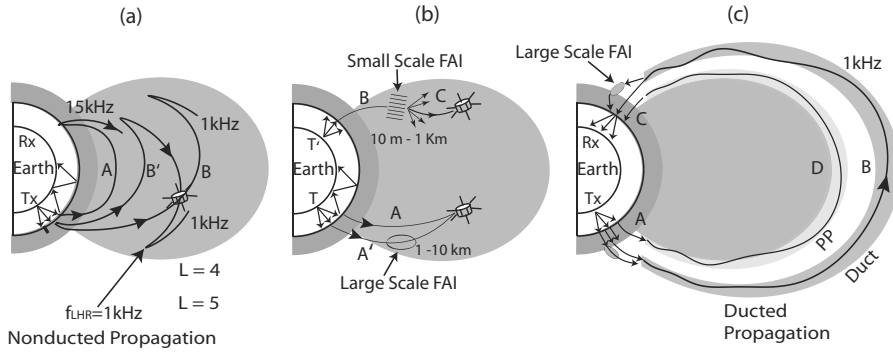 (a)
15kHz
1kHz
Rx
Earth
A
B'
B
Tx
1kHz
L = 4
fLHR=1kHz
L = 5
Nonducted Propagation
(b)
Small Scale FAI
B
C
T'
10 m - 1 Km
Earth
T
A
A'
1 -10 km
Large Scale FAI
(c)
Large Scale FAI
1kHz
C
Rx
Earth
D
B
Tx
A
PP
Duct
Ducted
Propagation